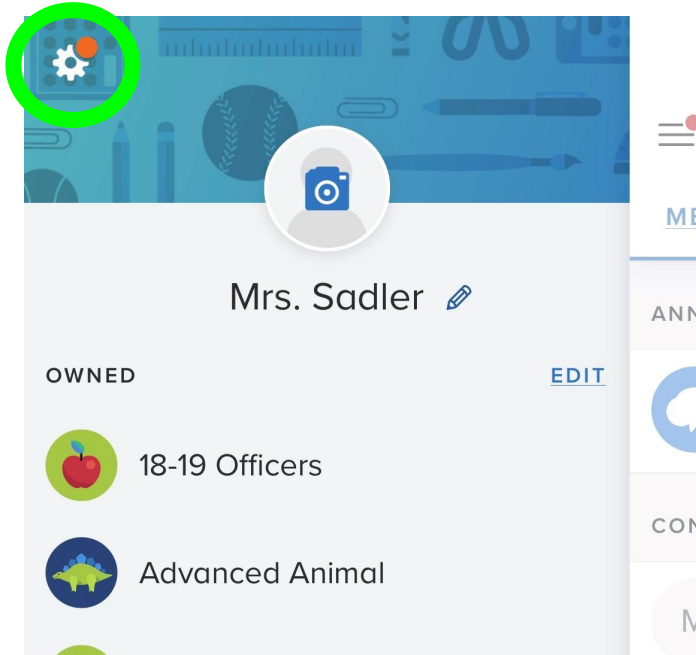 Mrs. Sadler
OWNED
EDIT
18-19 Officers
Advanced Animal